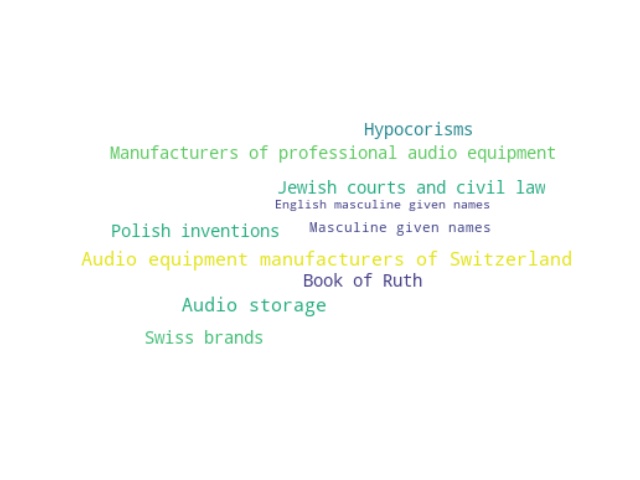 Hypocorisms
Manufacturers of professional audio equipment
Jewish courts and civil law
English masculine given names
Masculine given names
Polish inventions
Audio equipment manufacturers of Switzerland
Book of Ruth
Audio storage
Swiss brands